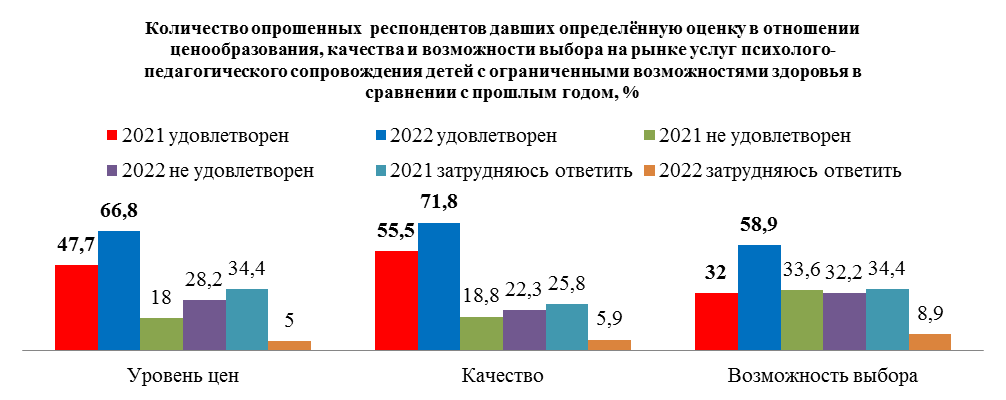 Количество опрошенных респондентов давших определённую оценку в отношении
ценообразования, качества и возможности выбора на рынке услуг психолого-
педагогического сопровождения детей с ограниченными возможностями здоровья в
сравнении с прошлым годом, %
2021 удовлетворен
2022 удовлетворен
2021 не удовлетворен
2022 не удовлетворен
2021 затрудняюсь ответить
2022 затрудняюсь ответить
47,7
66,8
18
28,2
34,4
5
55,5
71,8
18,8
22,3
25,8
5,9
32
58,9
33,6
32,2
34,4
8,9
Уровень цен
Качество
Возможность выбора